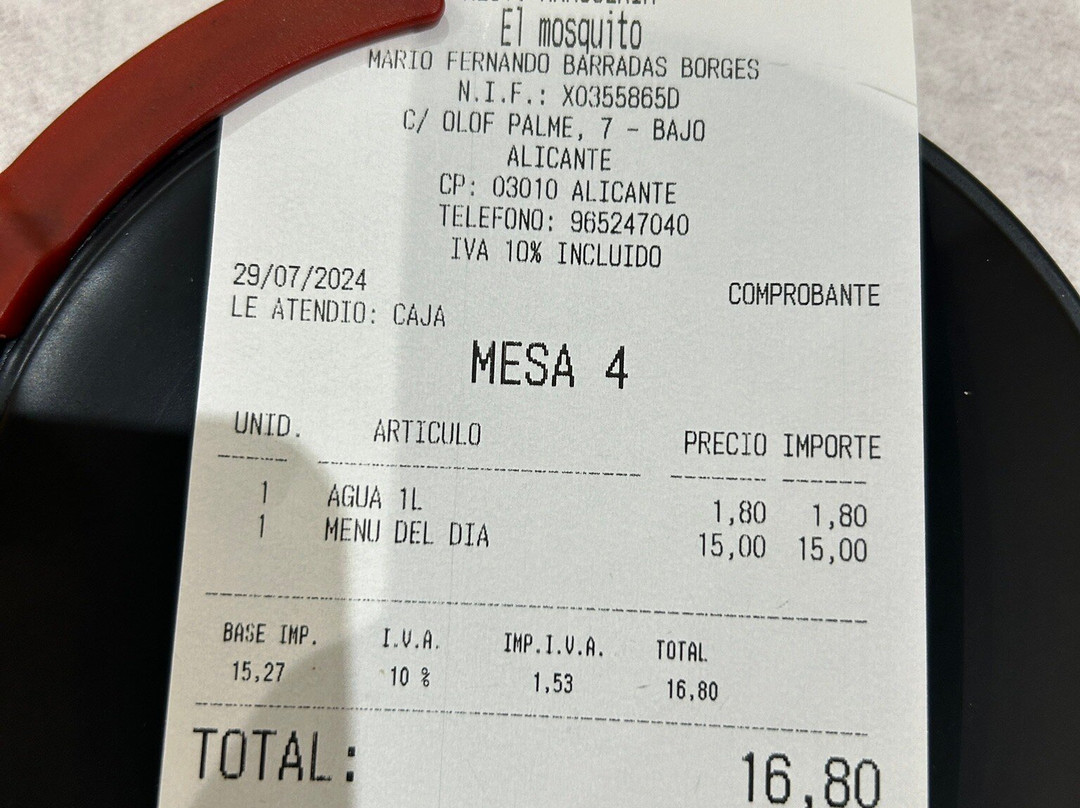 El mosquito
MARIO FERNANDO BARRADAS BORGES
N.I.F.: X0355865D
C/ OLOF PALME, 7 - BAJO
ALICANTE
CP: 03010 ALICANTE
TELEFONO: 965247040
IVA 10% INCLUIDO
29/07/2024 COMPROBANTE
LE ATENDIO: CAJA
MESA 4
UNID. ARTICULO PRECIO IMPORTE
1 AGUA 1L 1,80 1,80
1 MENU DEL DIA 15,00 15,00
BASE IMP. I.V.A. IMP.I.V.A. TOTAL
15,27 10 % 1,53 16,80
TOTAL: 16,80